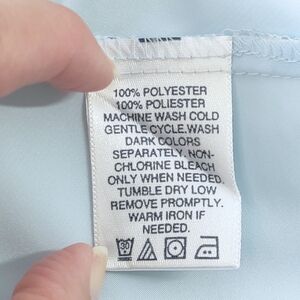 100% POLYESTER
100% POLIESTER
MACHINE WASH COLD
GENTLE CYCLE.WASH
DARK COLORS
SEPARATELY. NON-
CHLORINE BLEACH
ONLY WHEN NEEDED.
TUMBLE DRY LOW
REMOVE PROMPTLY.
WARM IRON IF
NEEDED.